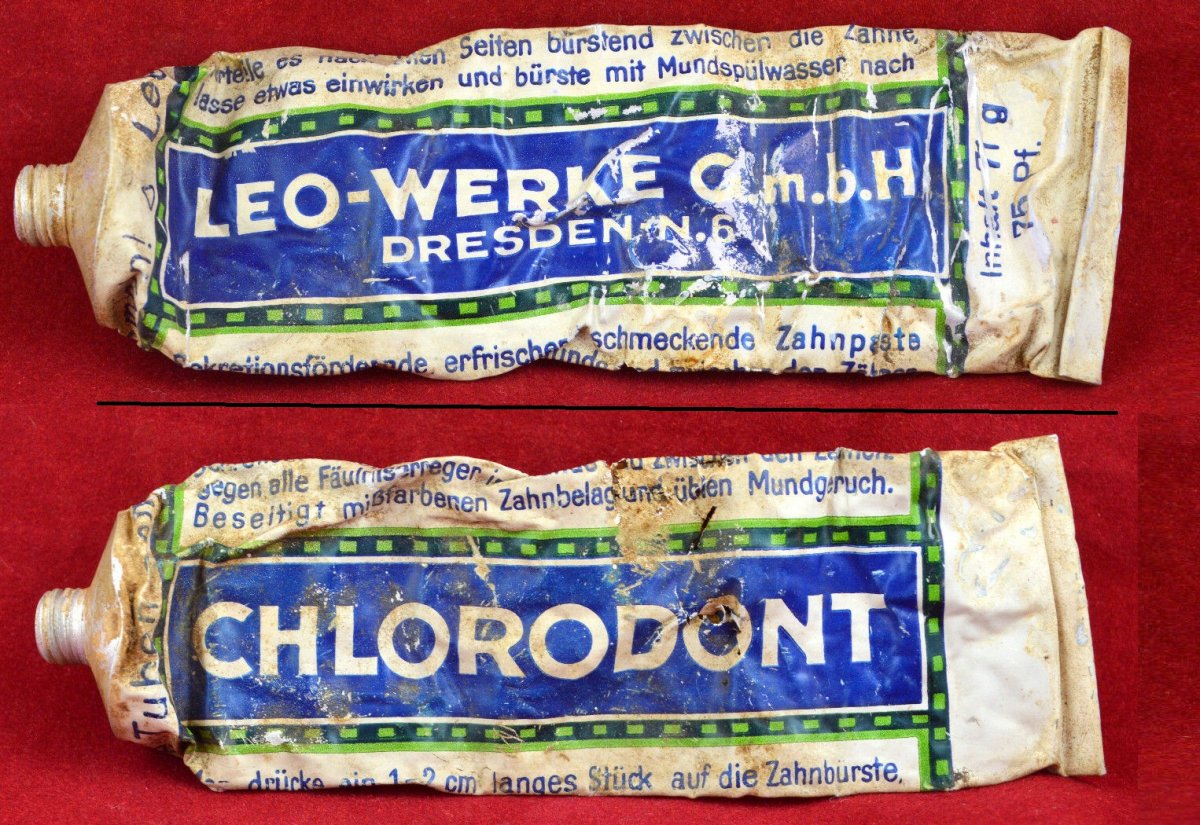 Seiten bürstend zwischen die Zähne,
lasse etwas einwirken und bürste mit Mundspülwasser nach
LEO-WERKE G.m.b.H
DRESDEN-N.6
Inhalt 77 g
75 Pf.
erfrischend schmeckende Zahnpaste
gegen alle Fäulniserreger
Beseitigt mißfarbenen Zahnbelag und üblen Mundgeruch.
CHLORODONT
drücke ein 1-2 cm langes Stück auf die Zahnbürste,